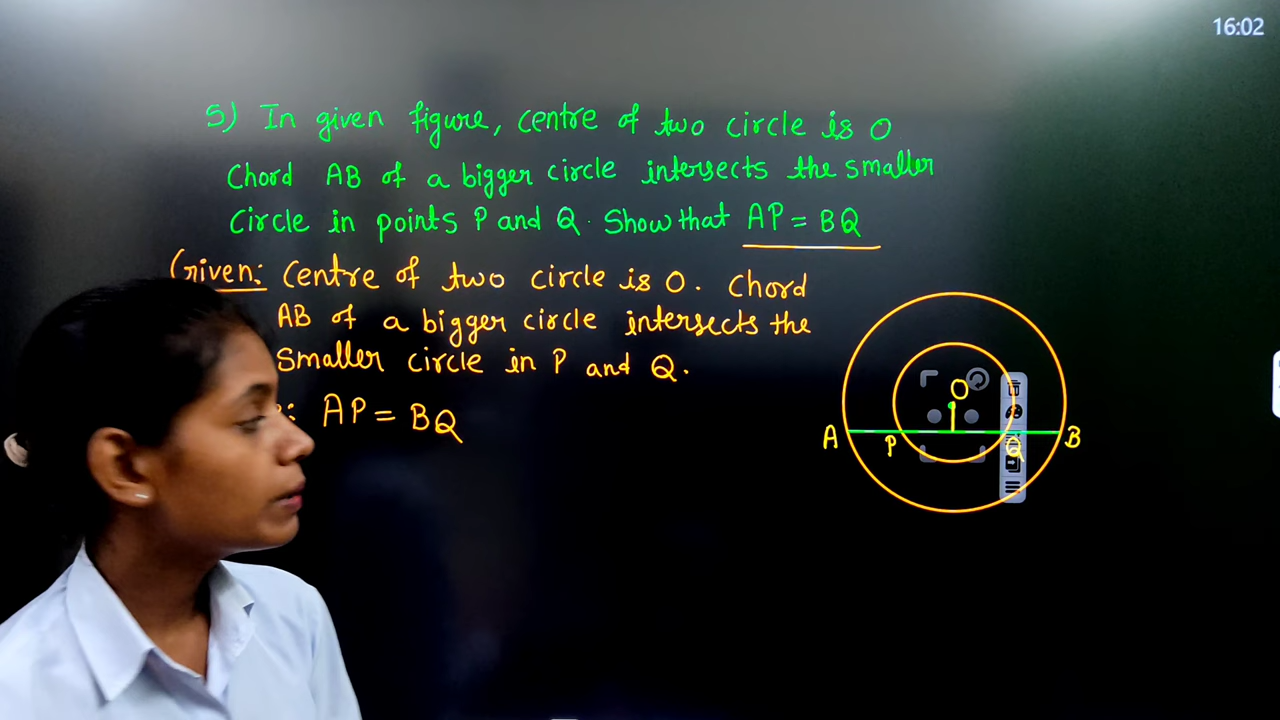 16:02
5) In given figure, centre of two circle is O
Chord AB of a bigger circle intersects the smaller
Circle in points P and Q. Show that AP = BQ
Given: Centre of two circle is O. Chord
AB of a bigger circle intersects the
Smaller circle in P and Q.
: AP = BQ
O
A P Q B